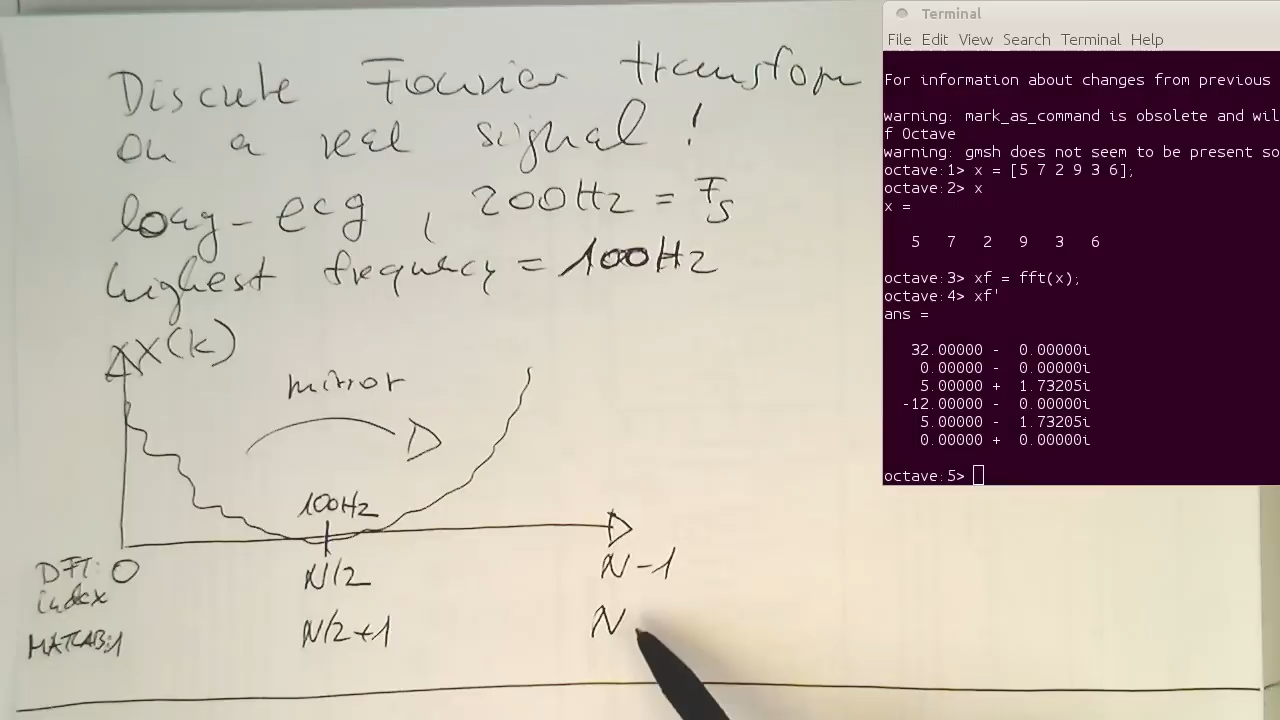 Discrete Fourier transform
on a real signal!
long-ecg, 200Hz = Fs
highest frequency = 100Hz
X(k)
mirror
100Hz
DFT: 0 N/2 N-1
index
MATLAB:1 N/2+1 N
Terminal
File Edit View Search Terminal Help
For information about changes from previous
warning: mark_as_command is obsolete and wil
f Octave
warning: gmsh does not seem to be present so
octave:1> x = [5 7 2 9 3 6];
octave:2> x
x =
5 7 2 9 3 6
octave:3> xf = fft(x);
octave:4> xf'
ans =
32.00000 - 0.00000i
0.00000 - 0.00000i
5.00000 + 1.73205i
-12.00000 - 0.00000i
5.00000 - 1.73205i
0.00000 + 0.00000i
octave:5>